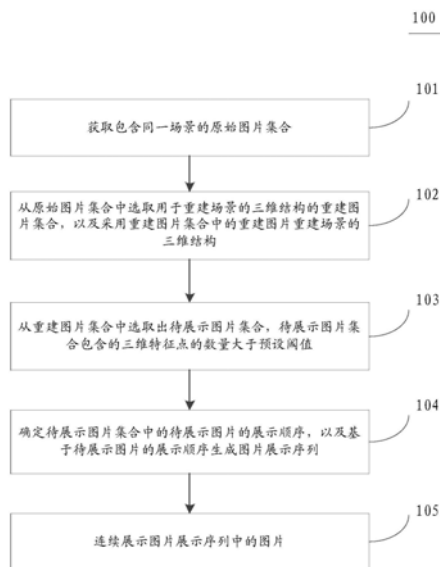 100
101
获取包含同一场景的原始图片集合
102
从原始图片集合中选取用于重建场景的三维结构的重建
图片集合，以及采用重建图片集合中的重建图片重建场景的
三维结构
103
从重建图片集合中选取出待展示图片集合，待展示图片集
合包含的三维特征点的数量大于预设阈值
104
确定待展示图片集合中的待展示图片的展示顺序，以及基
于待展示图片的展示顺序生成图片展示序列
105
连续展示图片展示序列中的图片